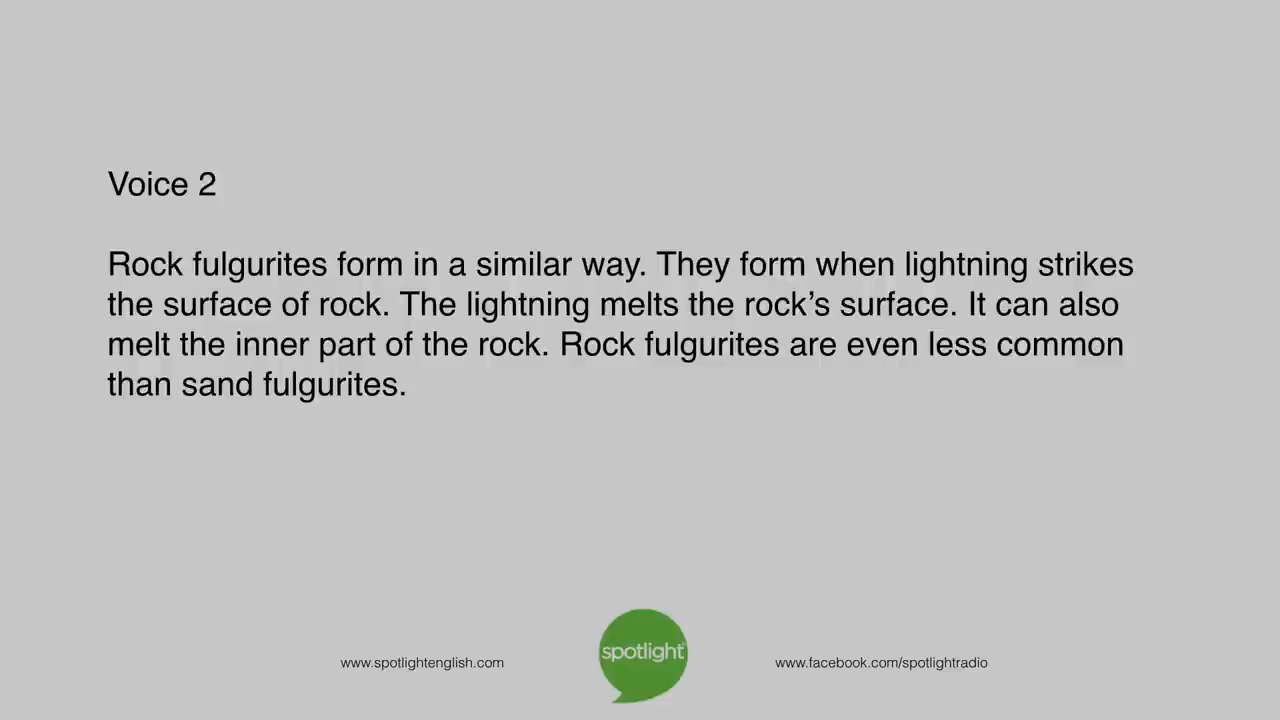 Voice 2
Rock fulgurites form in a similar way. They form when lightning strikes
the surface of rock. The lightning melts the rock’s surface. It can also
melt the inner part of the rock. Rock fulgurites are even less common
than sand fulgurites.
spotlight
www.spotlightenglish.com
www.facebook.com/spotlightradio